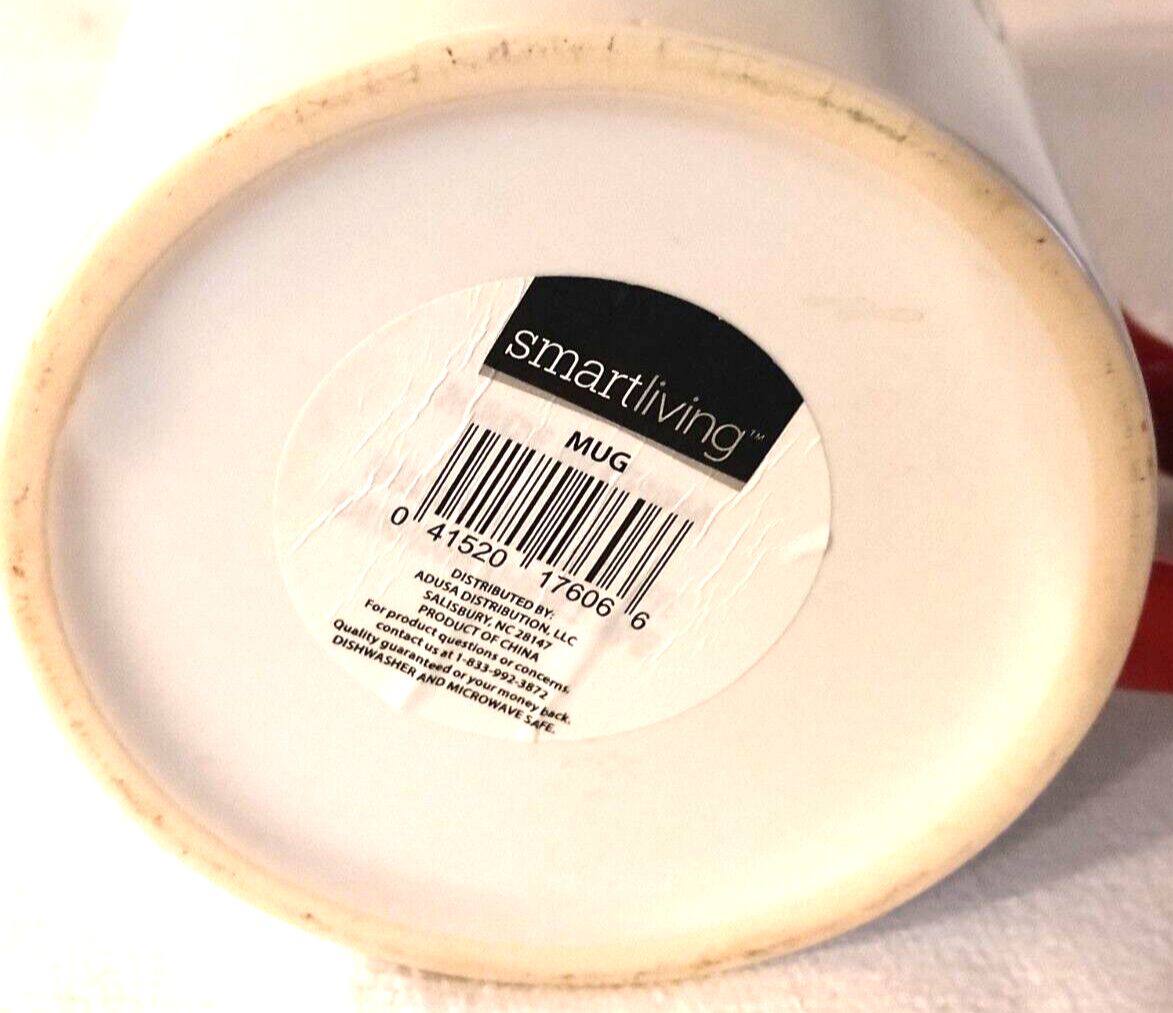 smartliving™
MUG
0 41520 17606 6
DISTRIBUTED BY:
ADUSA DISTRIBUTION, LLC
SALISBURY, NC 28147
PRODUCT OF CHINA
For product questions or concerns,
contact us at 1-833-992-3872
Quality guaranteed or your money back.
DISHWASHER AND MICROWAVE SAFE.